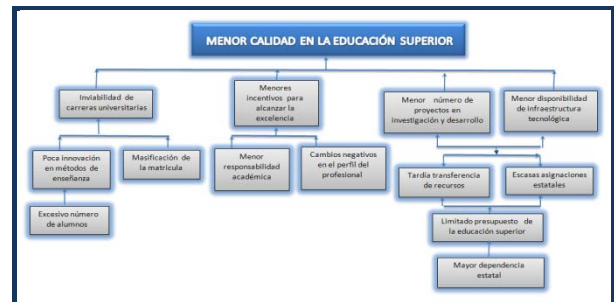 MENOR CALIDAD EN LA EDUCACIÓN SUPERIOR
Inviabilidad de
carreras universitarias
Menores
incentivos para
alcanzar la
excelencia
Menor número de
proyectos en
investigación y desarrollo
Menor disponibilidad
de infraestructura
tecnológica
Poca innovación
en métodos de
enseñanza
Masificación de
la matrícula
Menor
responsabilidad
académica
Cambios negativos
en el perfil del
profesional
Tardía transferencia
de recursos
Escasas asignaciones
estatales
Excesivo número
de alumnos
Limitado presupuesto de
la educación superior
Mayor dependencia
estatal